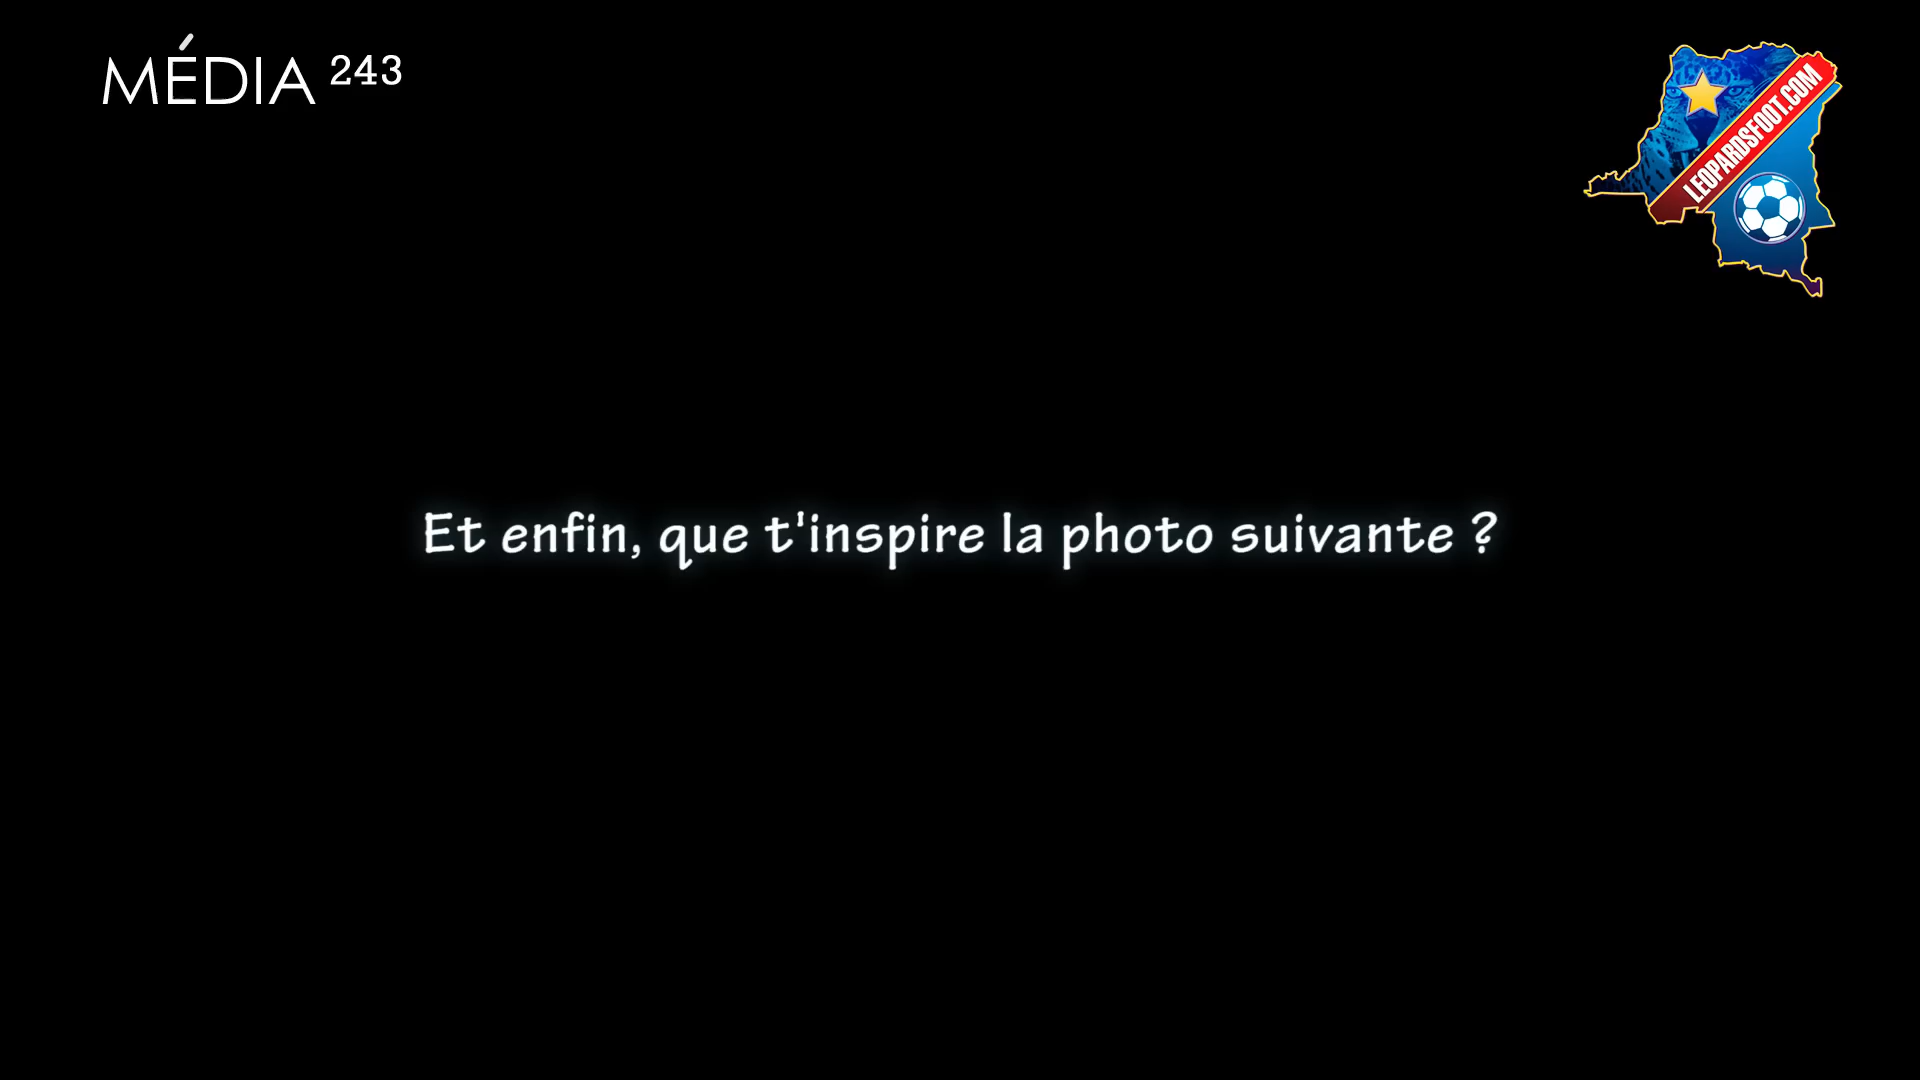 MÉDIA 243
LEOPARDSFOOT.COM
Et enfin, que t'inspire la photo suivante ?